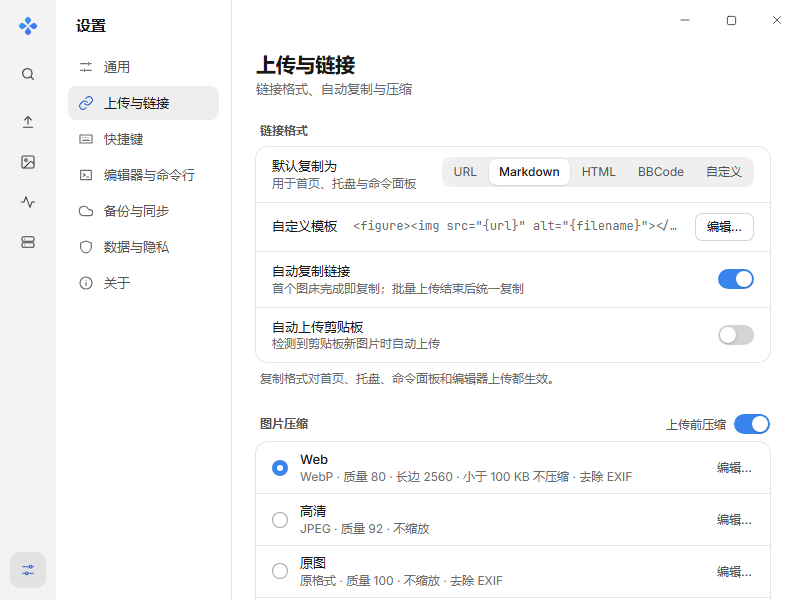 设置
通用
上传与链接
快捷键
编辑器与命令行
备份与同步
数据与隐私
关于
上传与链接
链接格式、自动复制与压缩
链接格式
默认复制为
用于首页、托盘与命令面板
URL Markdown HTML BBCode 自定义
自定义模板 <figure><img src="{url}" alt="{filename}"></… 编辑...
自动复制链接
首个图床完成即复制；批量上传结束后统一复制
自动上传剪贴板
检测到剪贴板新图片时自动上传
复制格式对首页、托盘、命令面板和编辑器上传都生效。
图片压缩 上传前压缩
Web
WebP · 质量 80 · 长边 2560 · 小于 100 KB 不压缩 · 去除 EXIF
编辑...
高清
JPEG · 质量 92 · 不缩放
编辑...
原图
原格式 · 质量 100 · 不缩放 · 去除 EXIF
编辑...